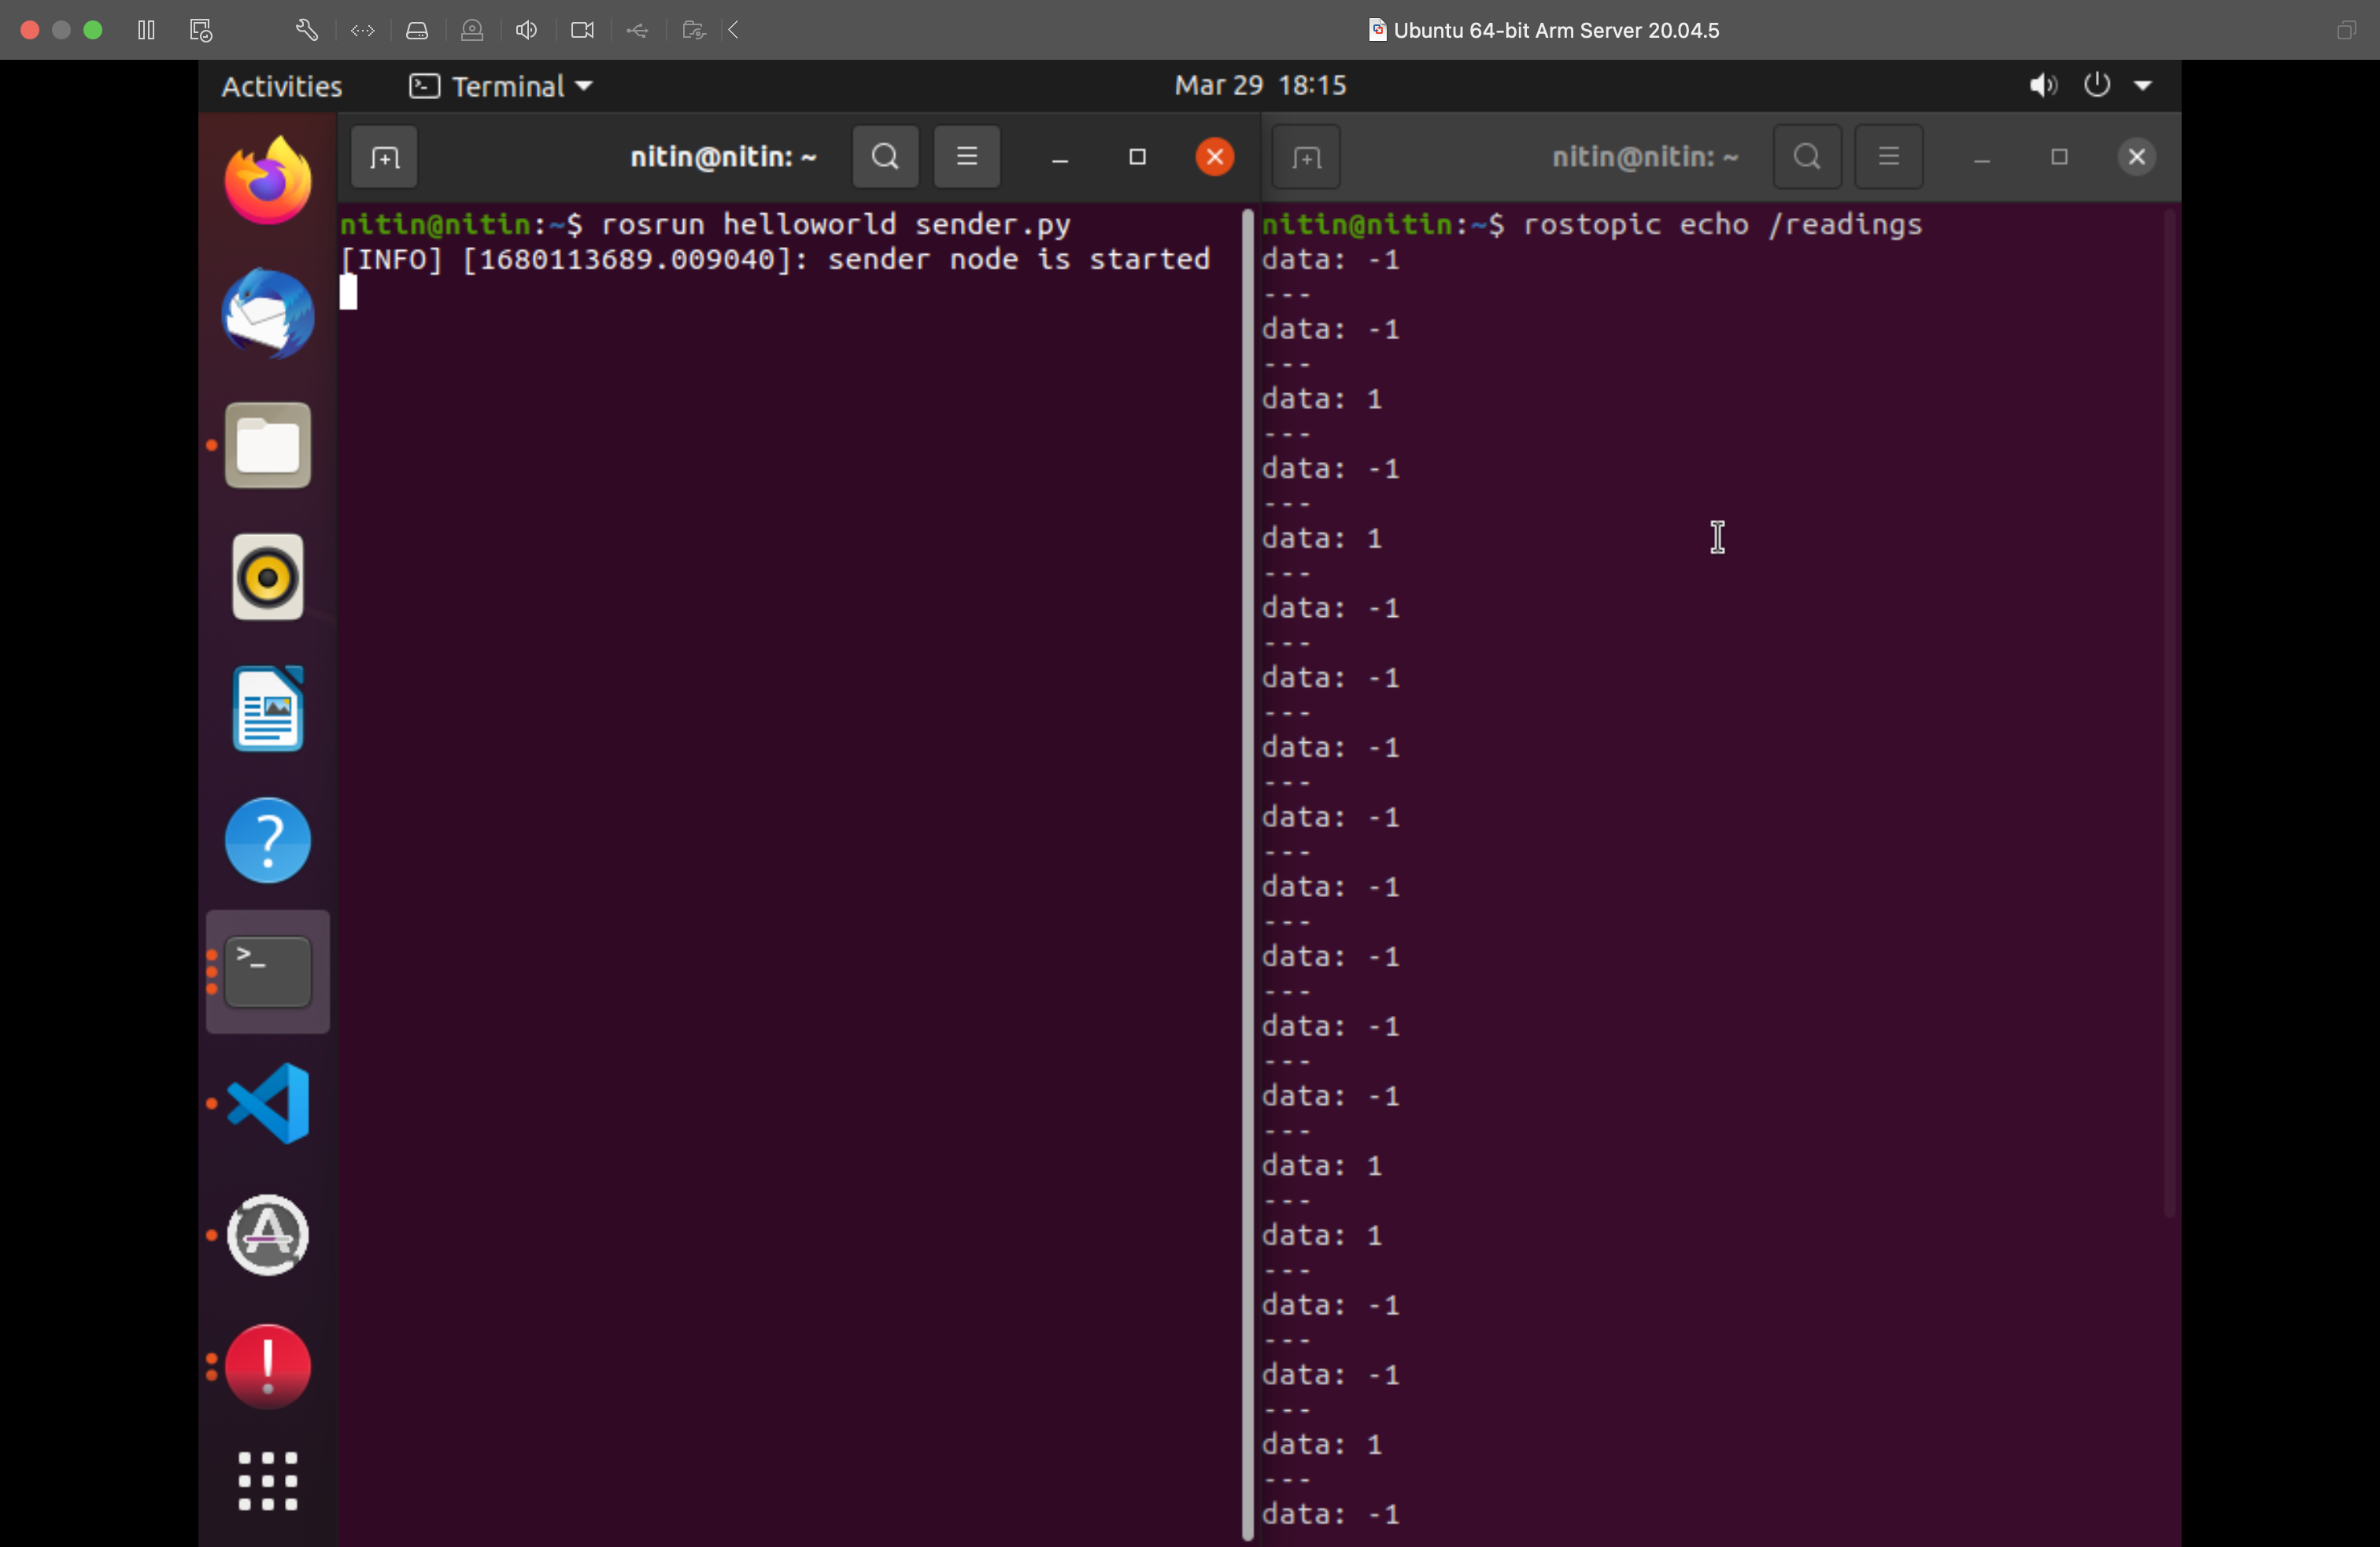 Ubuntu 64-bit Arm Server 20.04.5
Activities
Terminal
Mar 29 18:15
nitin@nitin: ~
nitin@nitin:~$ rosrun helloworld sender.py
[INFO] [1680113689.009040]: sender node is started
nitin@nitin: ~
nitin@nitin:~$ rostopic echo /readings
data: -1
---
data: -1
---
data: 1
---
data: -1
---
data: 1
---
data: -1
---
data: -1
---
data: -1
---
data: -1
---
data: -1
---
data: -1
---
data: -1
---
data: -1
---
data: 1
---
data: 1
---
data: -1
---
data: -1
---
data: 1
---
data: -1